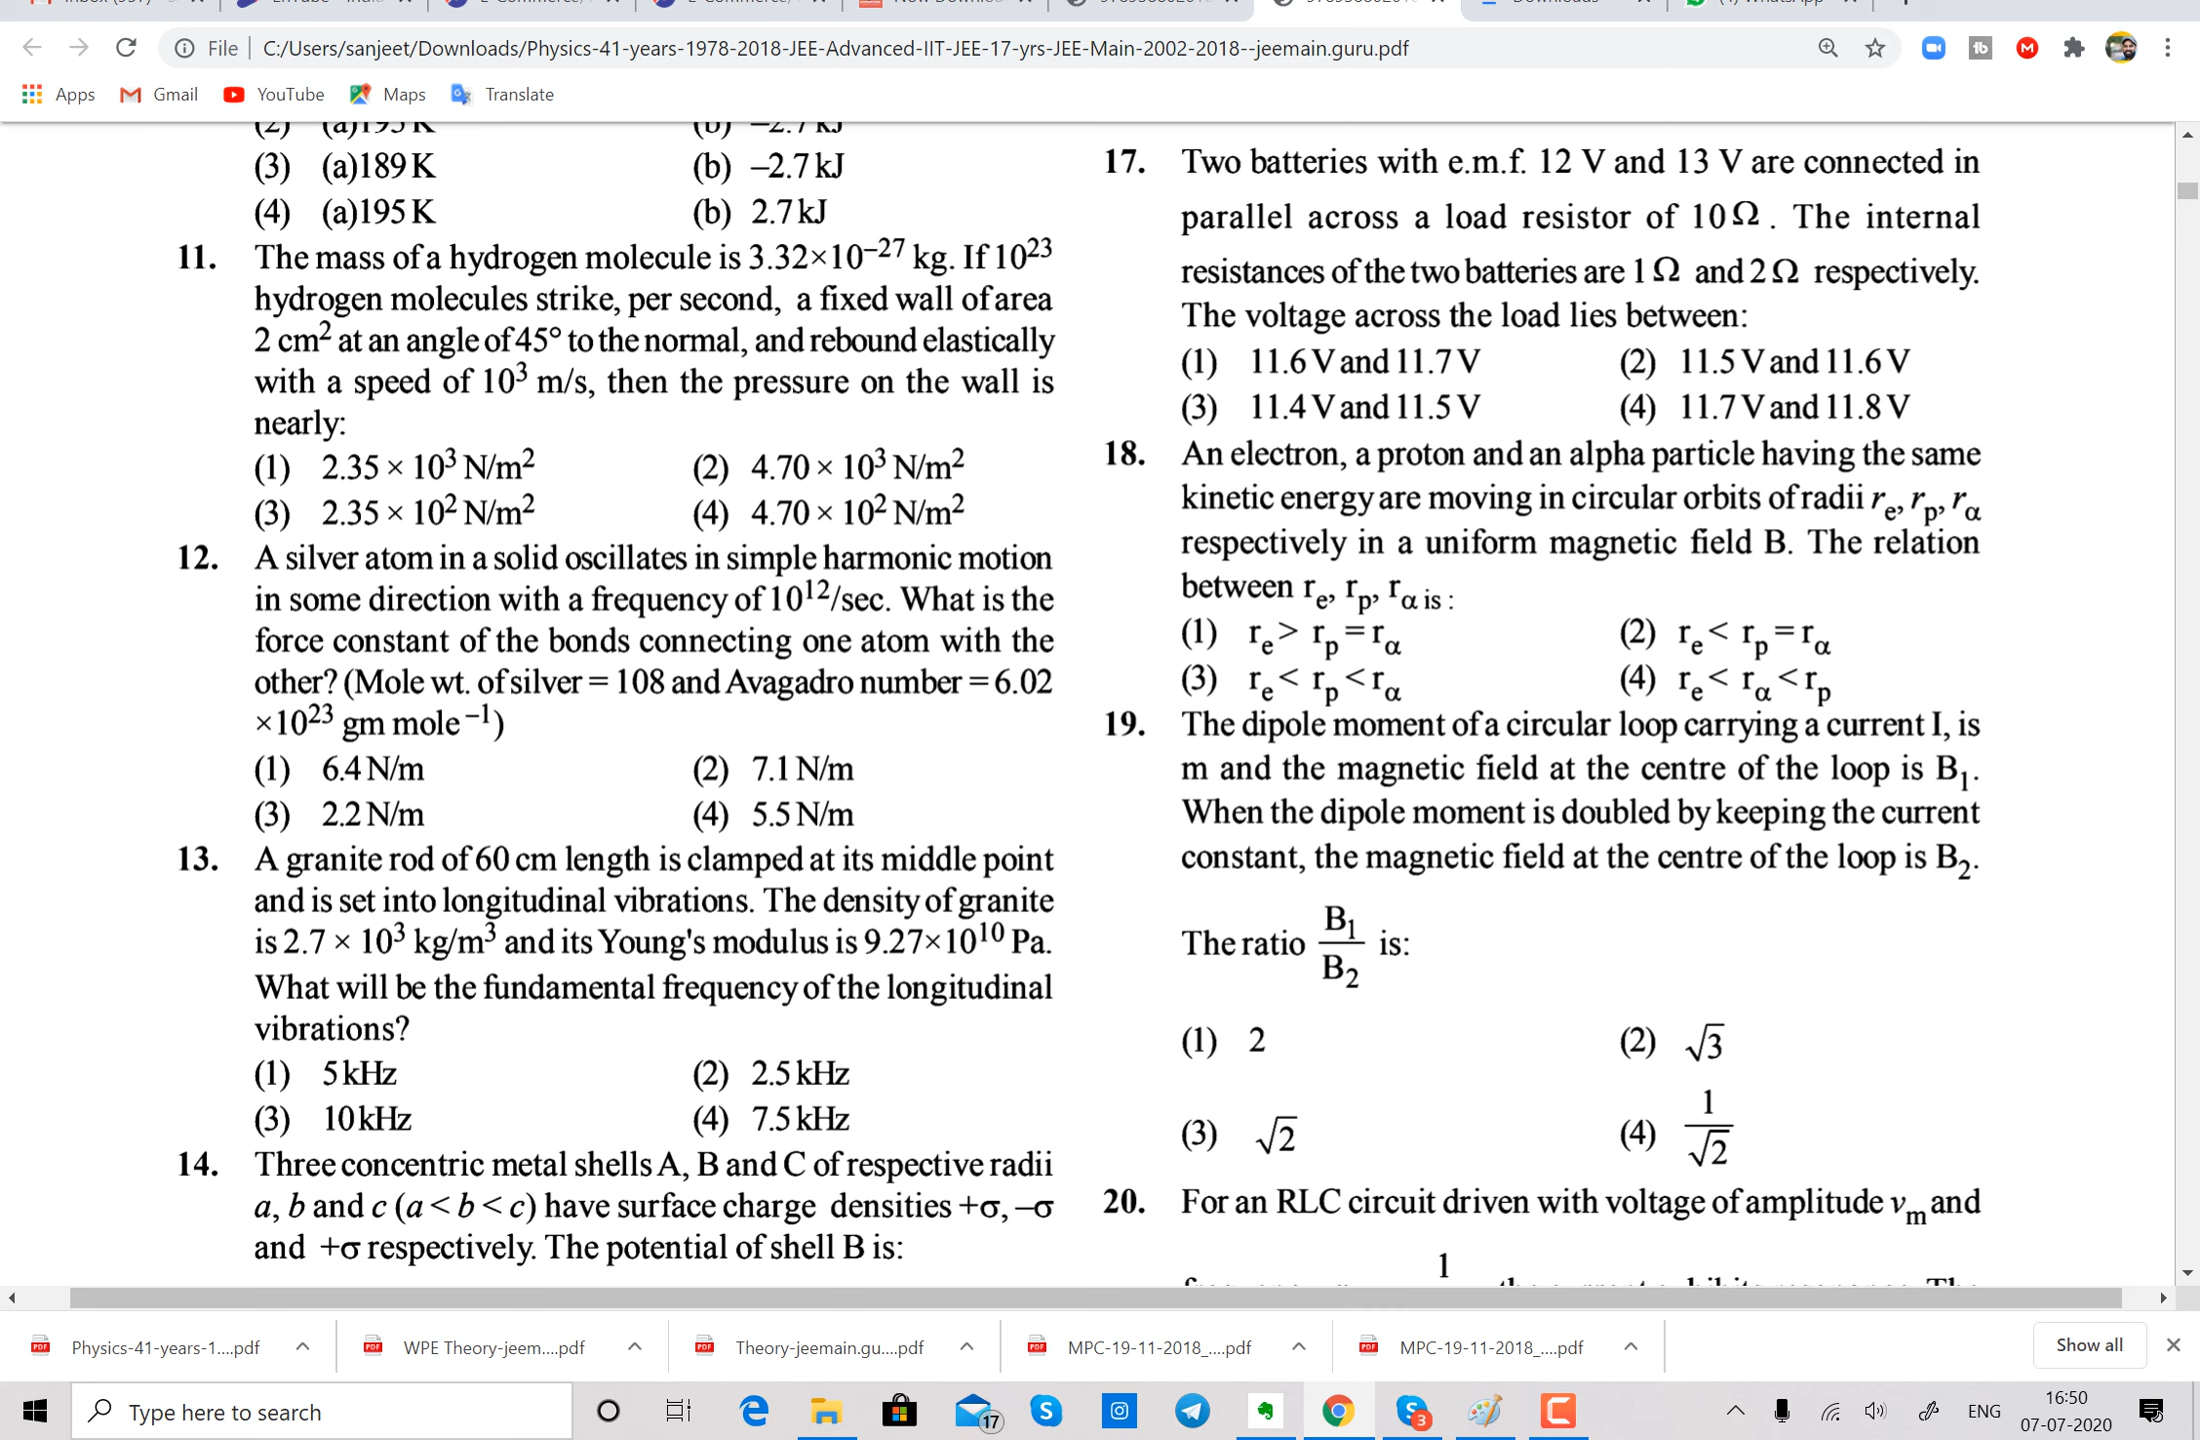 File C:/Users/sanjeet/Downloads/Physics-41-years-1978-2018-JEE-Advanced-IIT-JEE-17-yrs-JEE-Main-2002-2018--jeemain.guru.pdf
Apps Gmail YouTube Maps Translate
(2) (a)195 K (b) –2.7 kJ
(3) (a)189 K (b) –2.7 kJ
(4) (a)195 K (b) 2.7 kJ
11. The mass of a hydrogen molecule is 3.32×10⁻²⁷ kg. If 10²³
hydrogen molecules strike, per second, a fixed wall of area
2 cm² at an angle of 45° to the normal, and rebound elastically
with a speed of 10³ m/s, then the pressure on the wall is
nearly:
(1) 2.35 × 10³ N/m² (2) 4.70 × 10³ N/m²
(3) 2.35 × 10² N/m² (4) 4.70 × 10² N/m²
12. A silver atom in a solid oscillates in simple harmonic motion
in some direction with a frequency of 10¹²/sec. What is the
force constant of the bonds connecting one atom with the
other? (Mole wt. of silver = 108 and Avagadro number = 6.02
×10²³ gm mole⁻¹)
(1) 6.4 N/m (2) 7.1 N/m
(3) 2.2 N/m (4) 5.5 N/m
13. A granite rod of 60 cm length is clamped at its middle point
and is set into longitudinal vibrations. The density of granite
is 2.7 × 10³ kg/m³ and its Young's modulus is 9.27×10¹⁰ Pa.
What will be the fundamental frequency of the longitudinal
vibrations?
(1) 5 kHz (2) 2.5 kHz
(3) 10 kHz (4) 7.5 kHz
14. Three concentric metal shells A, B and C of respective radii
a, b and c (a < b < c) have surface charge densities +σ, –σ
and +σ respectively. The potential of shell B is:
17. Two batteries with e.m.f. 12 V and 13 V are connected in
parallel across a load resistor of 10 Ω . The internal
resistances of the two batteries are 1 Ω and 2 Ω respectively.
The voltage across the load lies between:
(1) 11.6 V and 11.7 V (2) 11.5 V and 11.6 V
(3) 11.4 V and 11.5 V (4) 11.7 V and 11.8 V
18. An electron, a proton and an alpha particle having the same
kinetic energy are moving in circular orbits of radii rₑ, rₚ, r_α
respectively in a uniform magnetic field B. The relation
between rₑ, rₚ, r_α is :
(1) rₑ > rₚ = r_α (2) rₑ < rₚ = r_α
(3) rₑ < rₚ < r_α (4) rₑ < r_α < rₚ
19. The dipole moment of a circular loop carrying a current I, is
m and the magnetic field at the centre of the loop is B₁.
When the dipole moment is doubled by keeping the current
constant, the magnetic field at the centre of the loop is B₂.
The ratio B₁/B₂ is:
(1) 2 (2) √3
(3) √2 (4) 1/√2
20. For an RLC circuit driven with voltage of amplitude vₘ and
1
Physics-41-years-1....pdf WPE Theory-jeem....pdf Theory-jeemain.gu....pdf MPC-19-11-2018_....pdf MPC-19-11-2018_....pdf Show all
Type here to search 17 3 ENG 16:50
07-07-2020